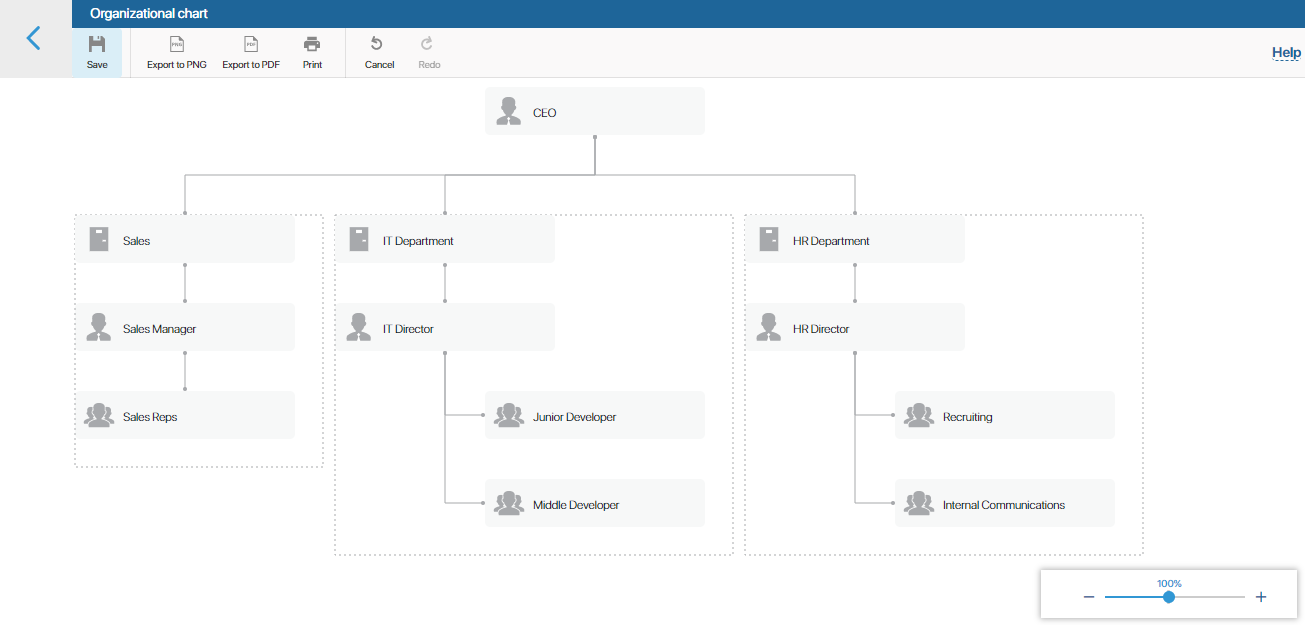 Organizational chart
PNG
PDF
Save
Export to PNG
Export to PDF
Print
Cancel
Redo
Help
CEO
Sales
IT Department
HR Department
Sales Manager
IT Director
HR Director
Sales Reps
Junior Developer
Recruiting
Middle Developer
Internal Communications
100%